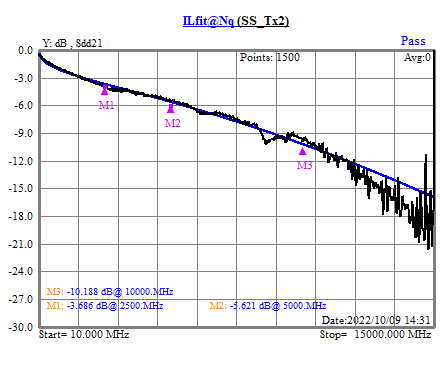 ILfit@Nq (SS_Tx2)
Y: dB , Sdd21
Pass
Points: 1500
Avg:0
0.0
-3.0
-6.0
-9.0
-12.0
-15.0
-18.0
-21.0
-24.0
-27.0
-30.0
M1
M2
M3
M3: -10.188 dB@ 10000.MHz
M1: -3.686 dB@ 2500.MHz
M2: -5.621 dB@ 5000.MHz
Date:2022/10/09 14:31
Start= 10.000 MHz
Stop= 15000.000 MHz